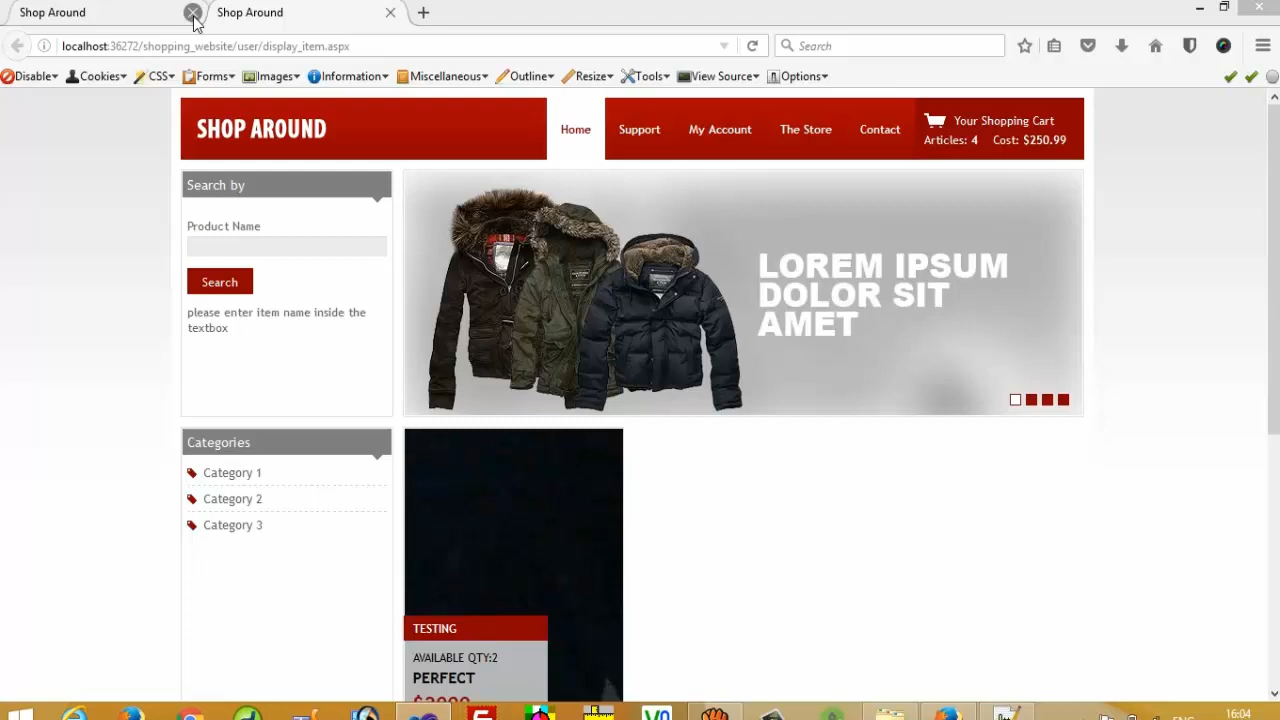 Shop Around
Shop Around
localhost:36272/shopping_website/user/display_item.aspx
Search
Disable Cookies CSS Forms Images Information Miscellaneous Outline Resize Tools View Source Options
SHOP AROUND
Home
Support
My Account
The Store
Contact
Your Shopping Cart
Articles: 4 Cost: $250.99
Search by
Product Name
Search
please enter item name inside the
textbox
LOREM IPSUM
DOLOR SIT
AMET
Categories
Category 1
Category 2
Category 3
TESTING
AVAILABLE QTY:2
PERFECT
16:04